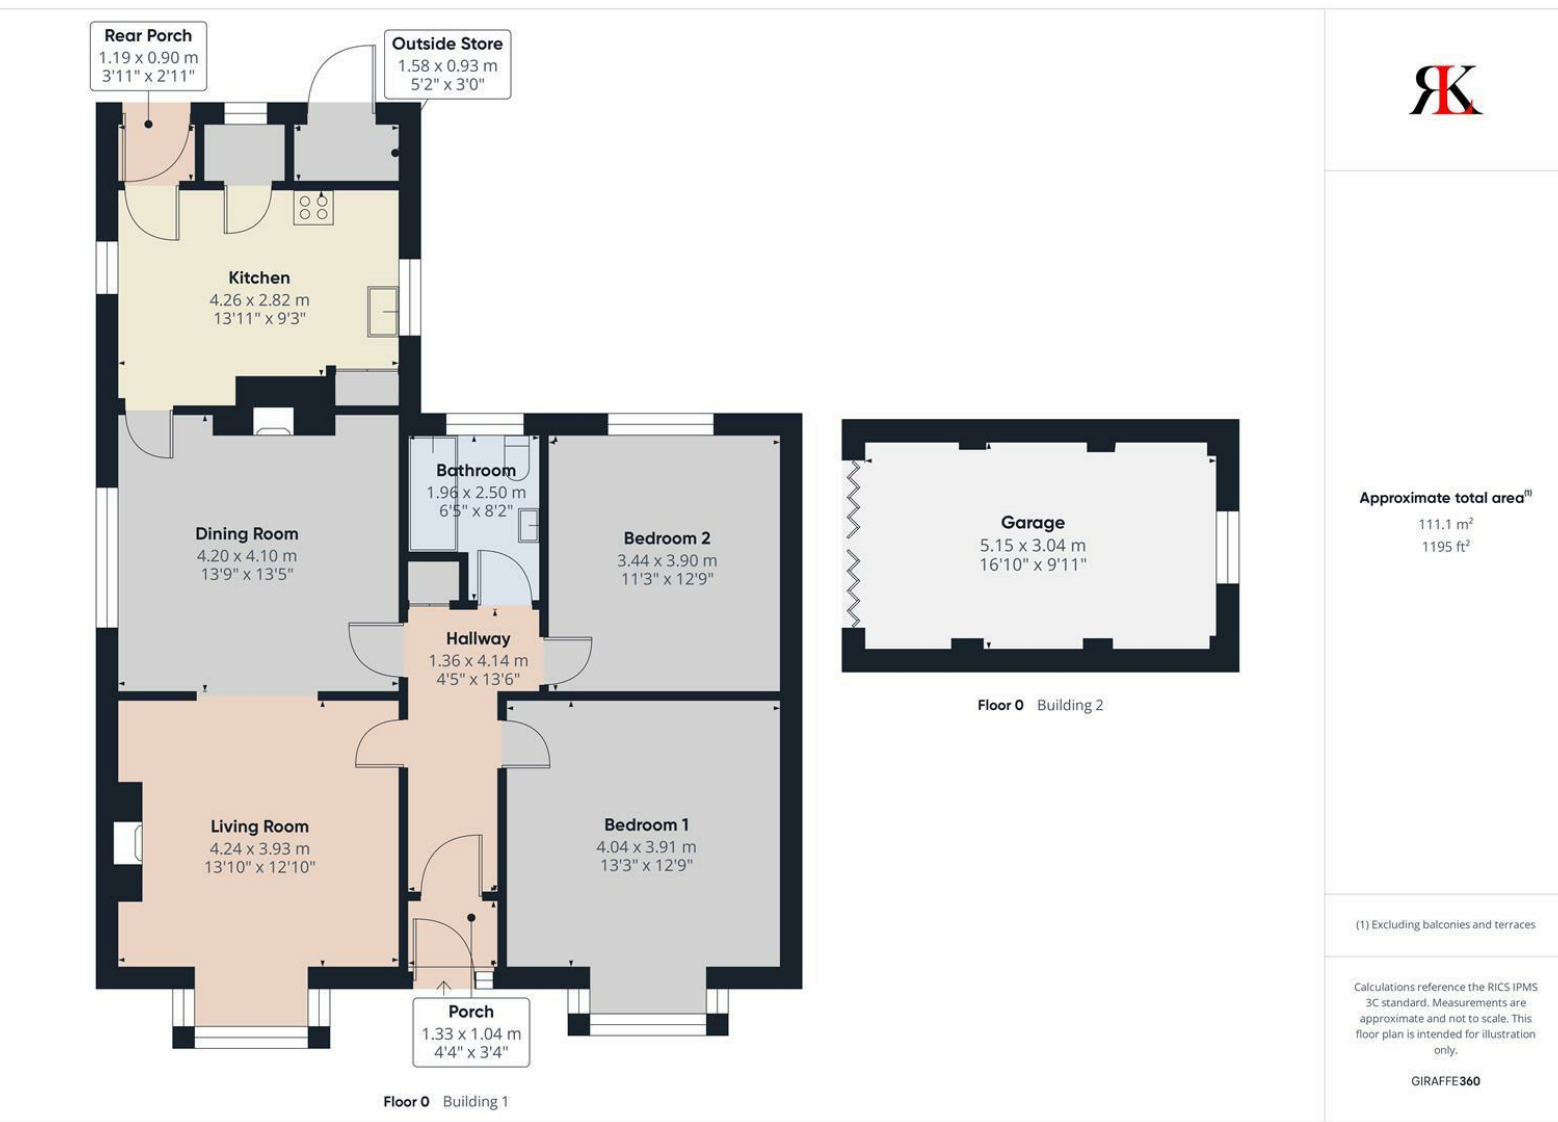 Rear Porch
1.19 x 0.90 m
3'11" x 2'11"
Outside Store
1.58 x 0.93 m
5'2" x 3'0"
RLK
Kitchen
4.26 x 2.82 m
13'11" x 9'3"
Bathroom
1.96 x 2.50 m
6'5" x 8'2"
Dining Room
4.20 x 4.10 m
13'9" x 13'5"
Bedroom 2
3.44 x 3.90 m
11'3" x 12'9"
Garage
5.15 x 3.04 m
16'10" x 9'11"
Approximate total area(1)
111.1 m²
1195 ft²
Hallway
1.36 x 4.14 m
4'5" x 13'6"
Floor 0 Building 2
Living Room
4.24 x 3.93 m
13'10" x 12'10"
Bedroom 1
4.04 x 3.91 m
13'3" x 12'9"
Porch
1.33 x 1.04 m
4'4" x 3'4"
Floor 0 Building 1
(1) Excluding balconies and terraces
Calculations reference the RICS IPMS
3C standard. Measurements are
approximate and not to scale. This
floor plan is intended for illustration
only.
GIRAFFE360